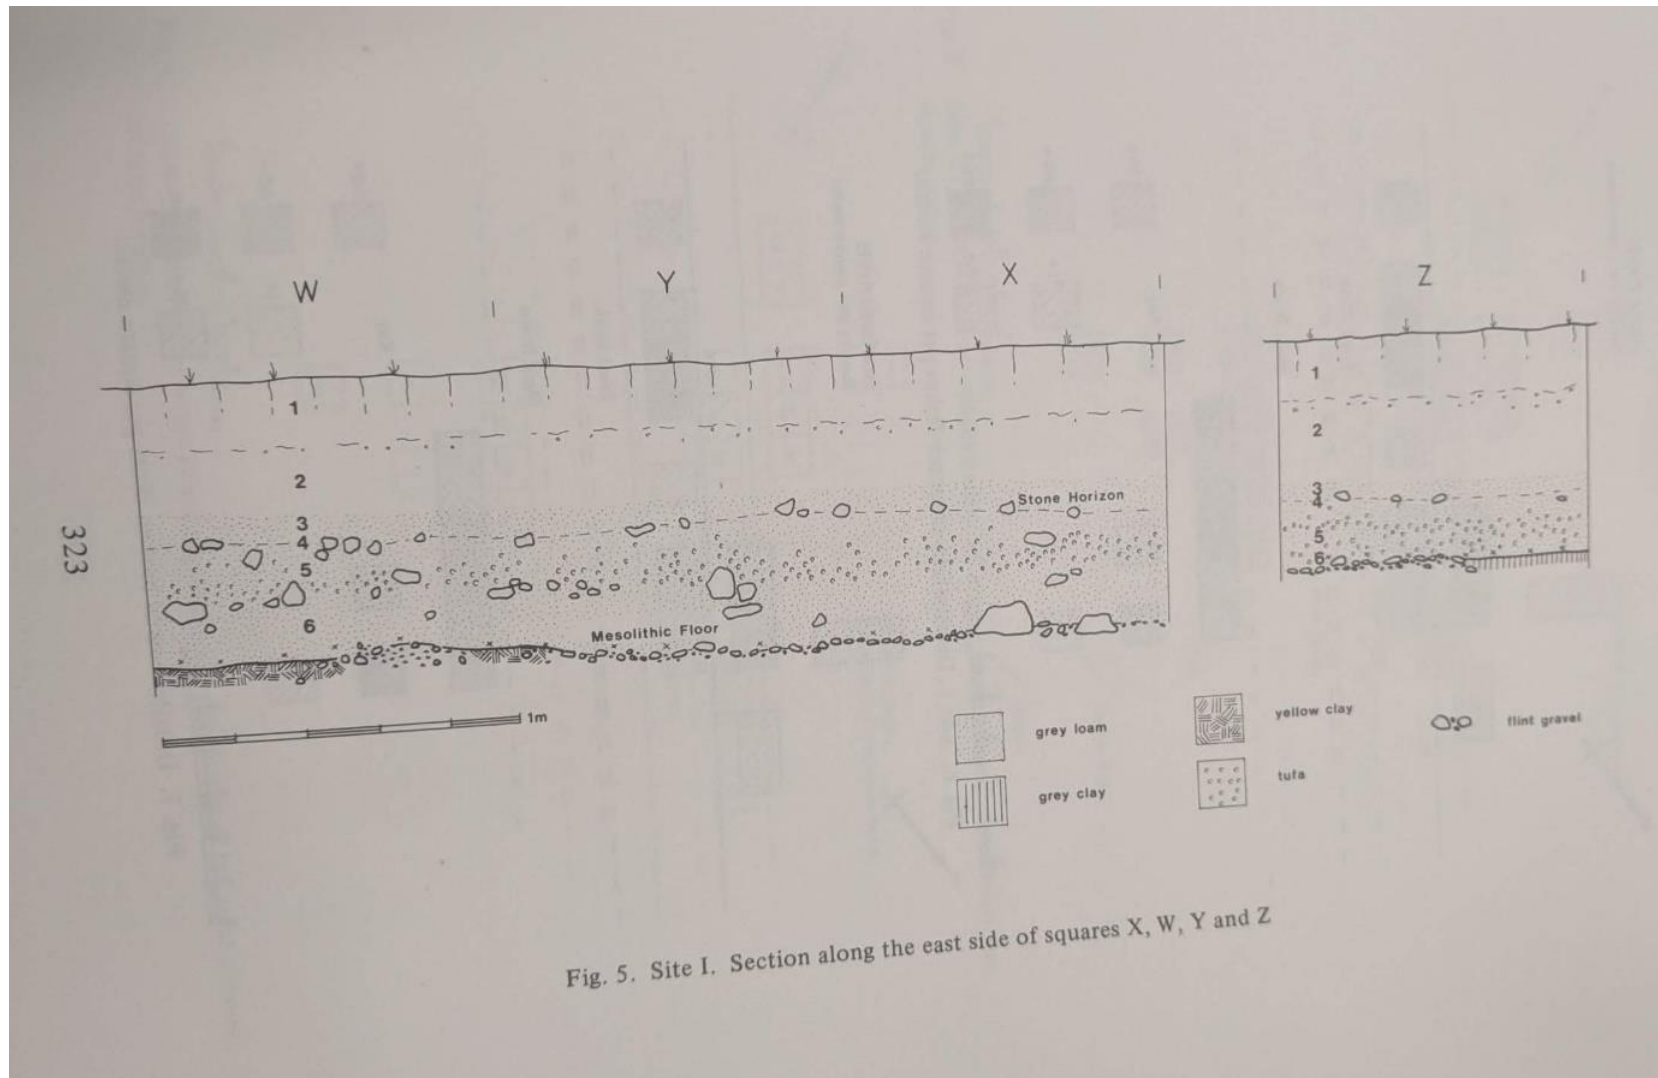 W Y X Z
1
1
2
2
Stone Horizon
3
4
5
6
3
4
5
6
Mesolithic Floor
1m
grey loam
yellow clay
flint gravel
grey clay
tufa
Fig. 5. Site I. Section along the east side of squares X, W, Y and Z
323